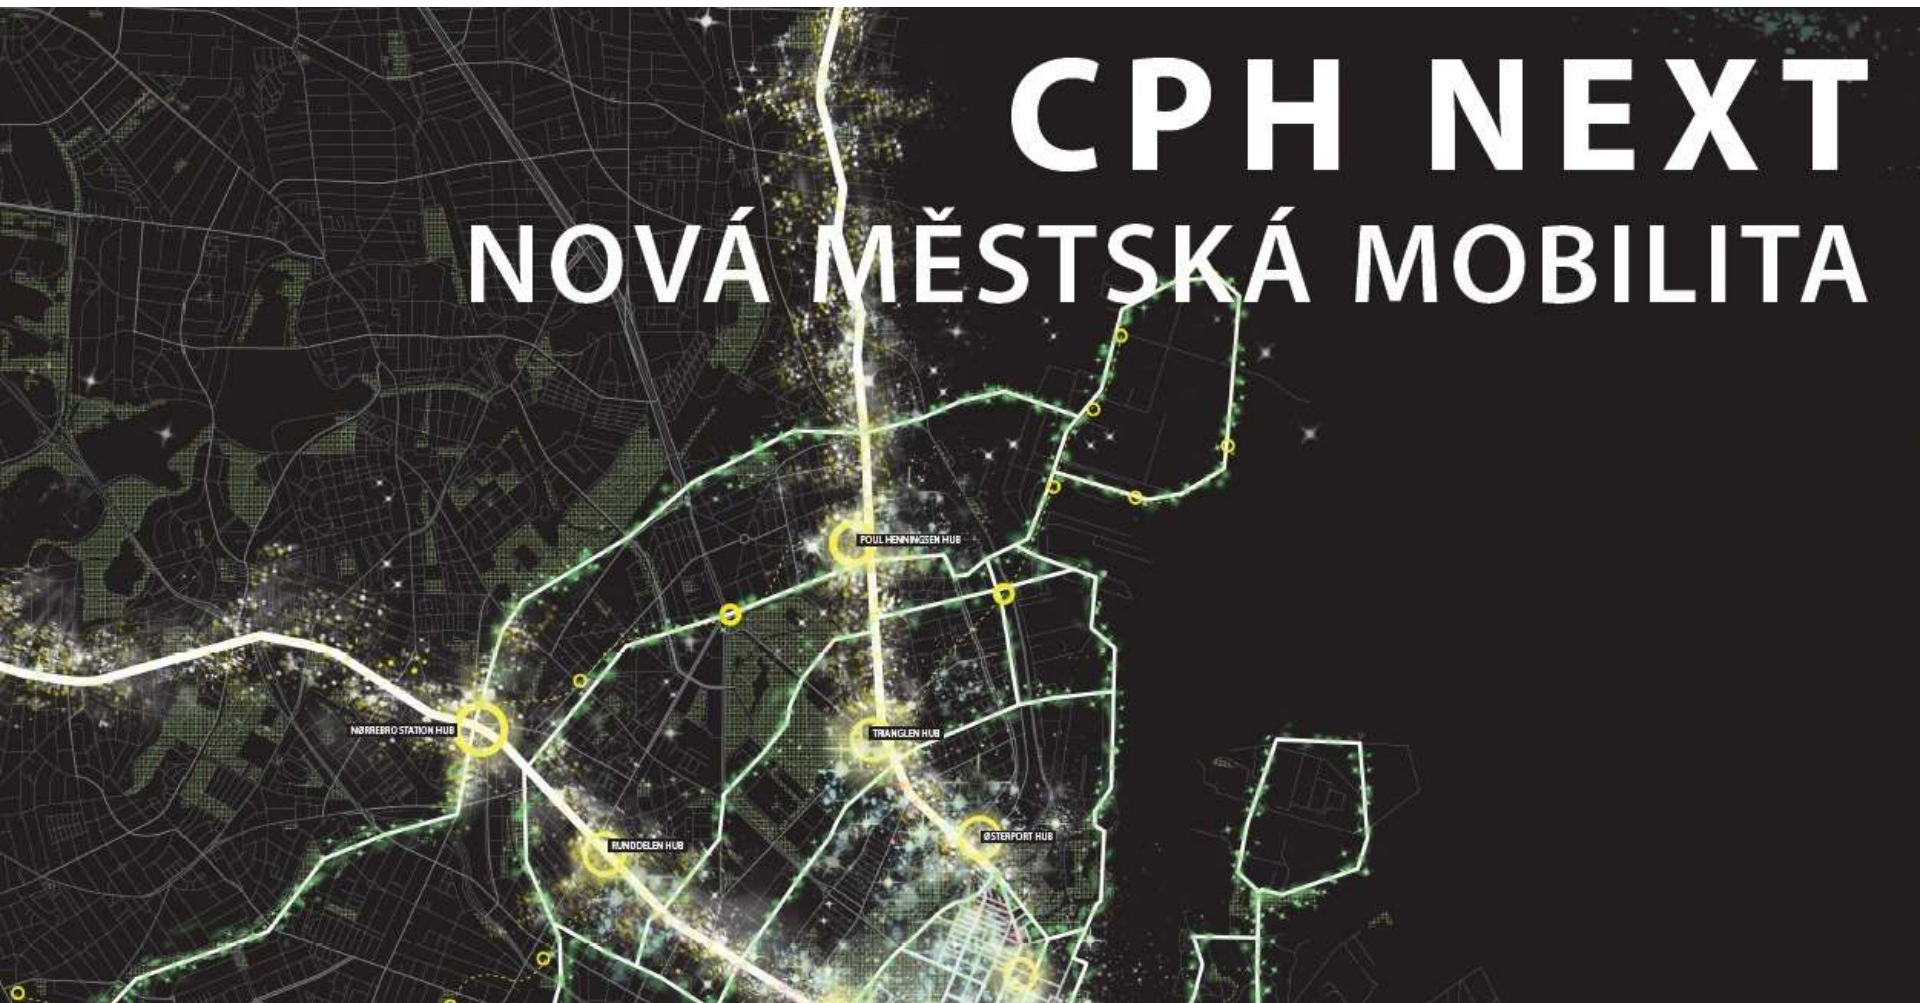 CPH NEXT
NOVÁ MĚSTSKÁ MOBILITA
POUL HENNINGSEN HUB
NØRREBRO STATION HUB
TRIANGLEN HUB
ØSTERPORT HUB
RUNDDELEN HUB